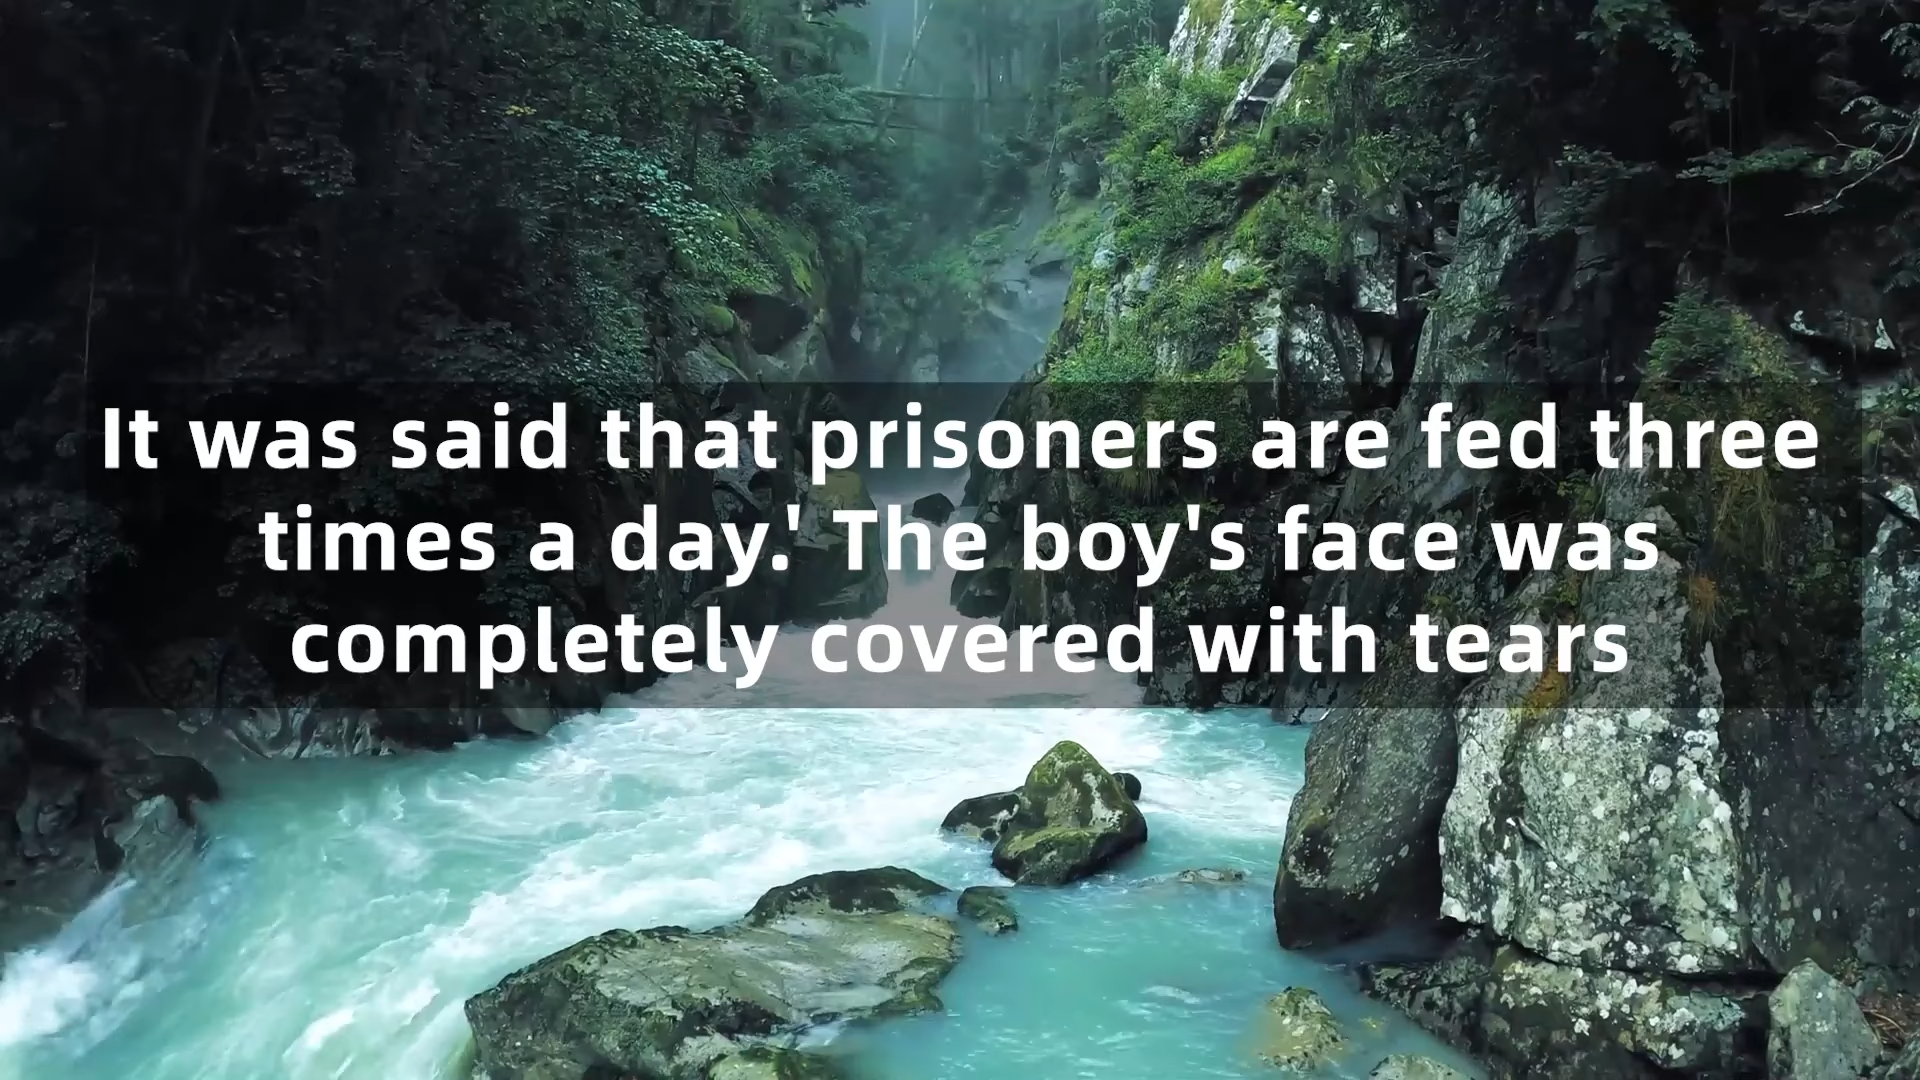 It was said that prisoners are fed three
times a day.' The boy's face was
completely covered with tears